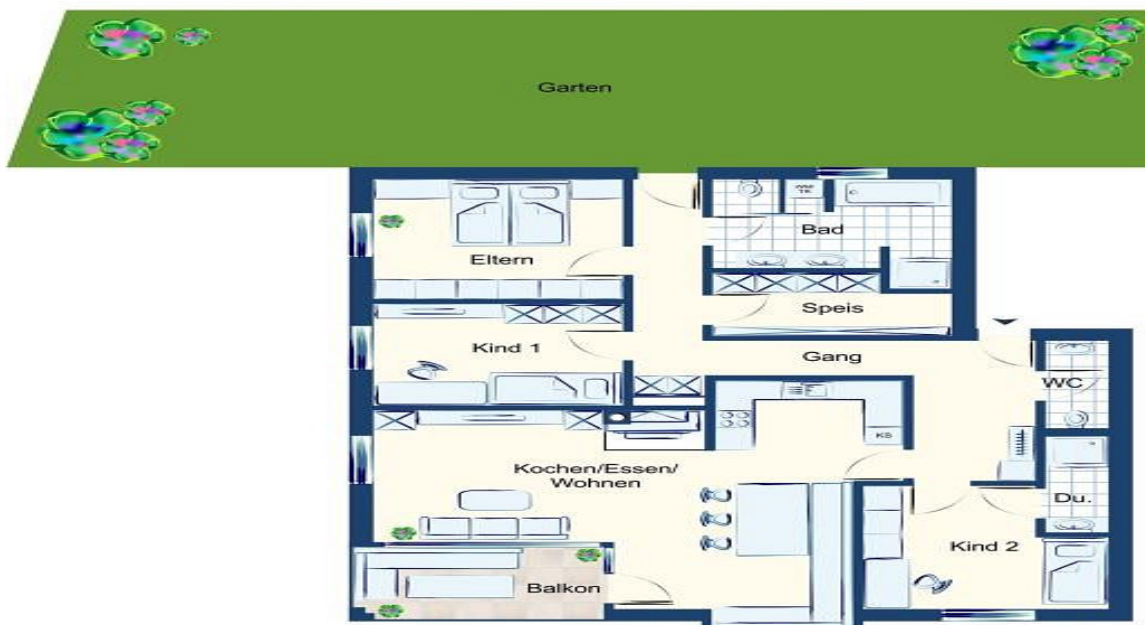 Garten
Bad
Eltern
Speis
Kind 1
Gang
WC
KS
Kochen/Essen/
Wohnen
Du.
Kind 2
Balkon